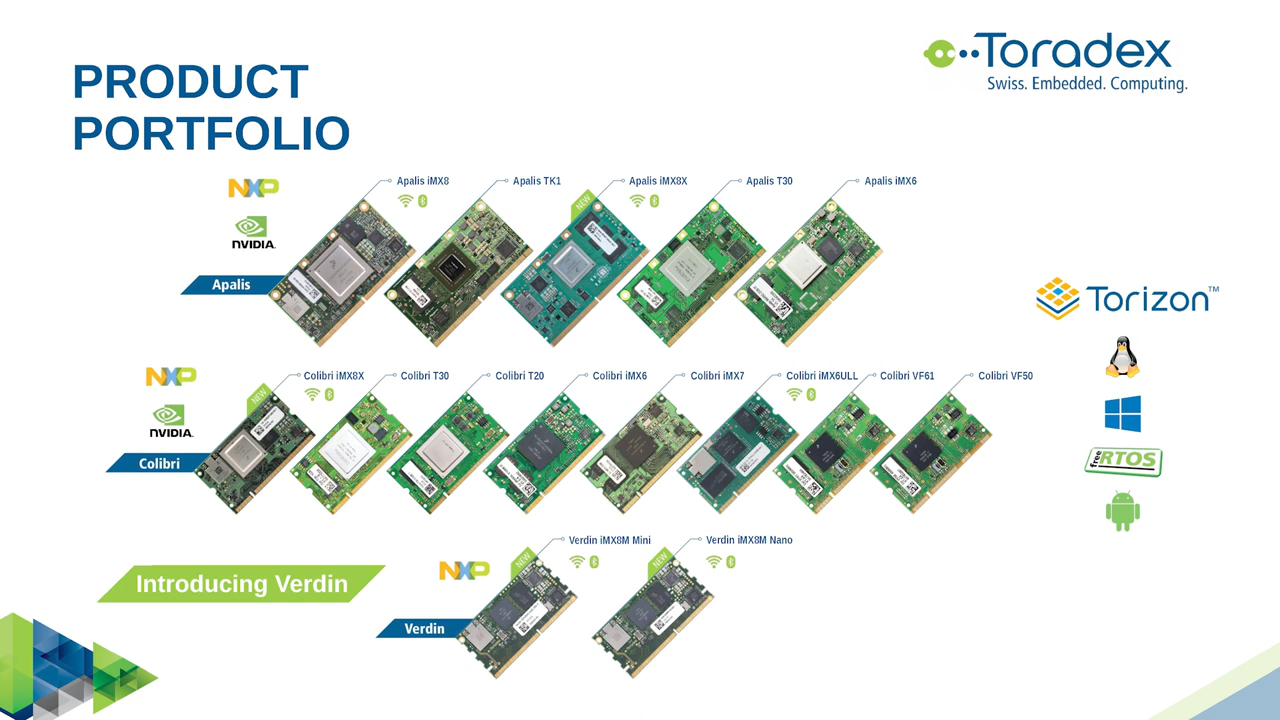 PRODUCT
PORTFOLIO
Toradex
Swiss. Embedded. Computing.
NXP
NVIDIA.
Apalis
Apalis iMX8
Apalis TK1
NEW
Apalis iMX8X
Apalis T30
Apalis iMX6
Torizon™
NXP
NVIDIA.
Colibri
NEW
Colibri iMX8X
Colibri T30
Colibri T20
Colibri iMX6
Colibri iMX7
Colibri iMX6ULL
Colibri VF61
Colibri VF50
free RTOS
Introducing Verdin
NXP
Verdin
NEW
Verdin iMX8M Mini
NEW
Verdin iMX8M Nano